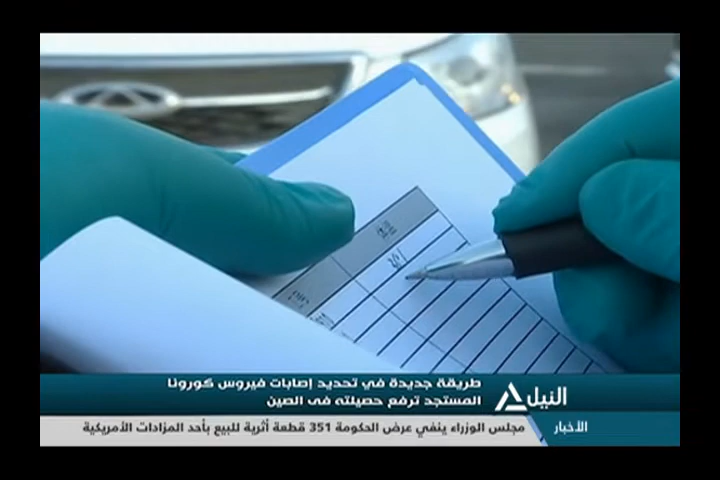 طريقة جديدة في تحديد إصابات فيروس كورونا
المستجد ترفع حصيلته فى الصين
النيل
الأخبار
مجلس الوزراء ينفي عرض الحكومة 351 قطعة أثرية للبيع بأحد المزادات الأمريكية